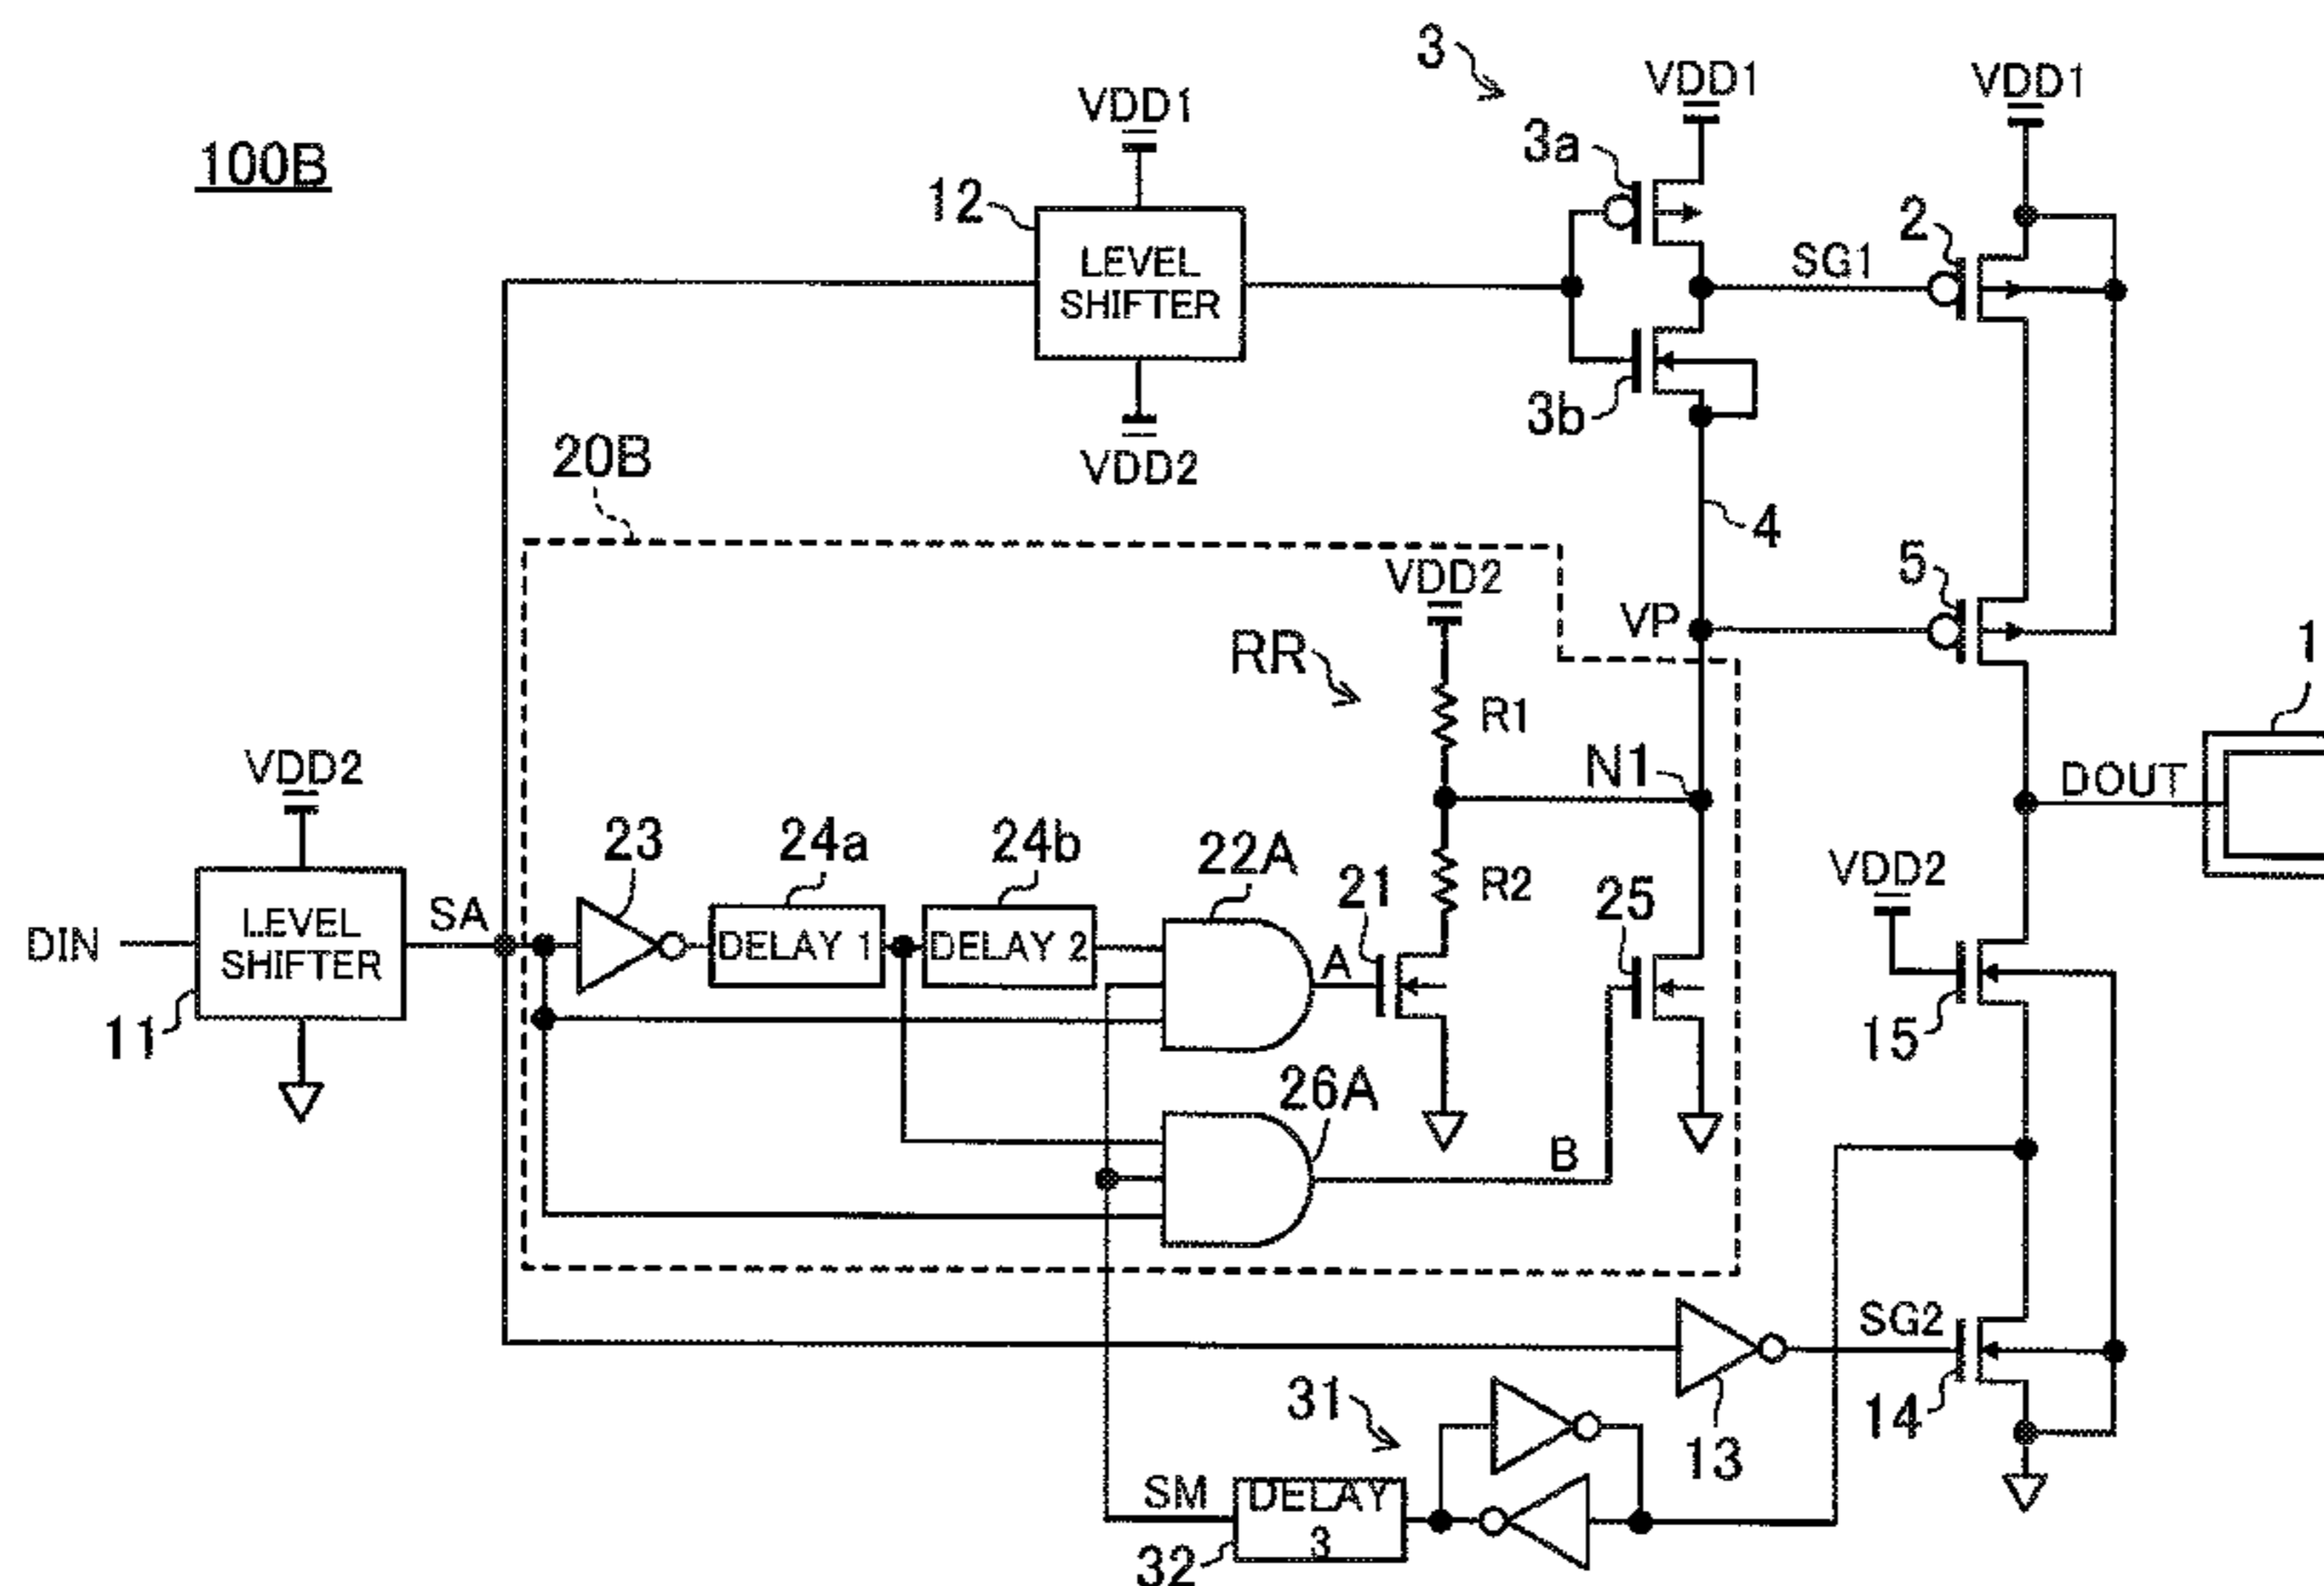 100B
3
VDD1
VDD1
VDD1
3a
12
LEVEL
SHIFTER
SG1
2
3b
VDD2
20B
4
VDD2
5
VP
RR
R1
1
N1
DOUT
VDD2
23
24a
24b
22A
21
R2
25
VDD2
DIN
LEVEL
SHIFTER
SA
DELAY 1
DELAY 2
A
11
15
26A
B
SG2
31
13
14
SM
DELAY
3
32